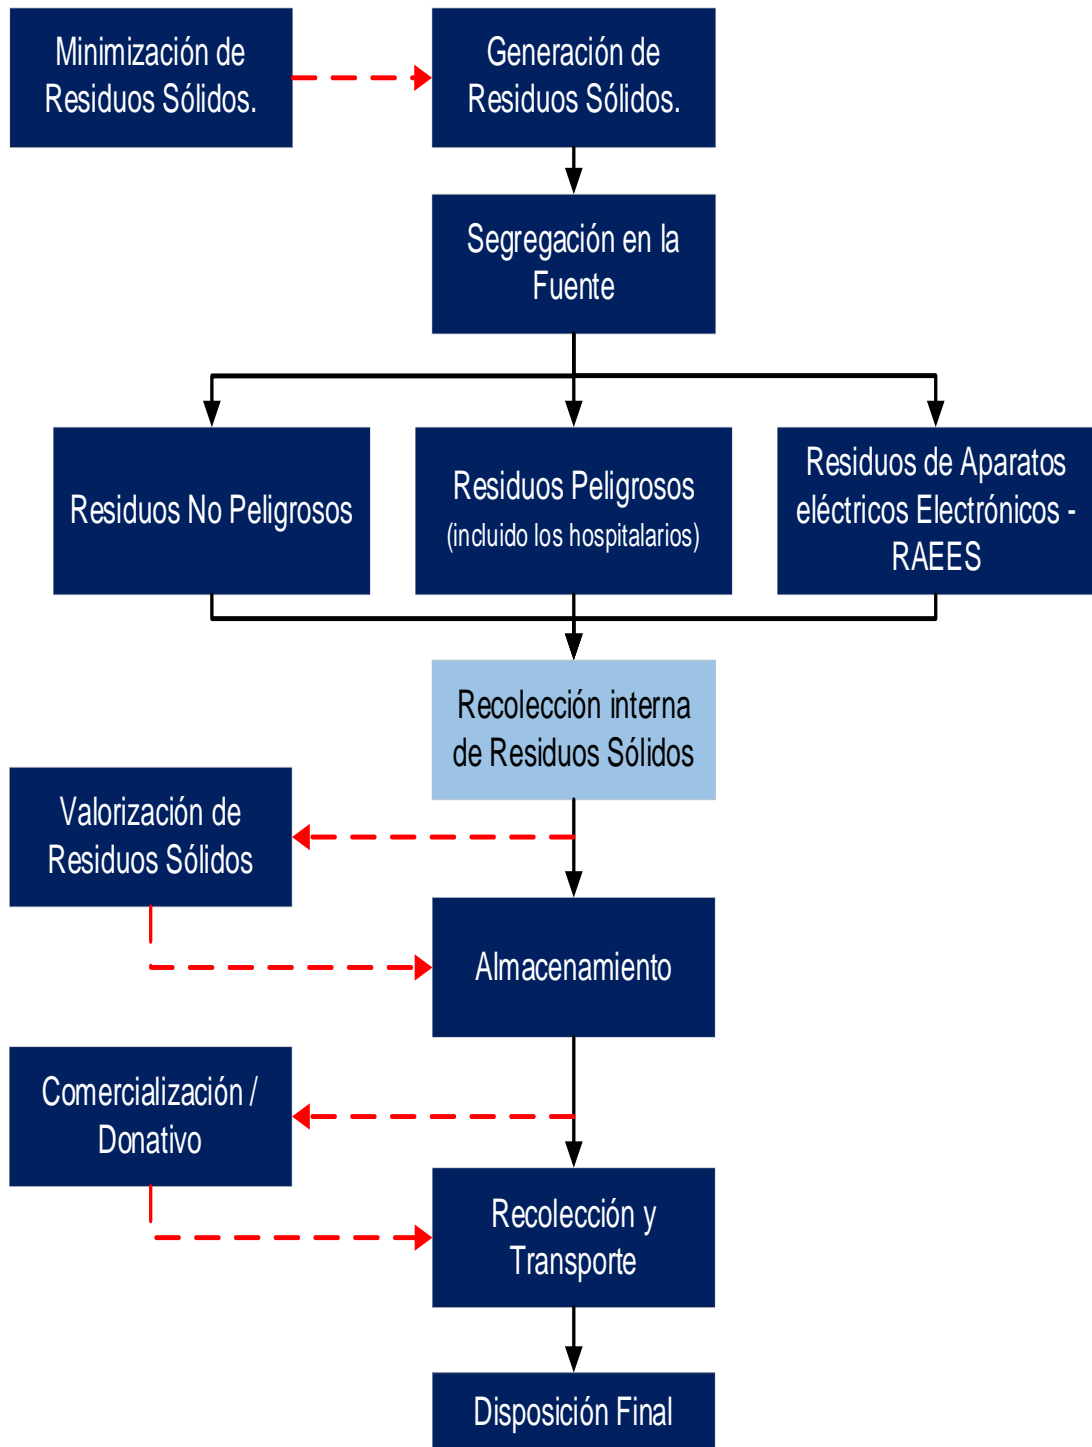 Minimización de
Residuos Sólidos.
Generación de
Residuos Sólidos.
Segregación en la
Fuente
Residuos No Peligrosos
Residuos Peligrosos
(incluido los hospitalarios)
Residuos de Aparatos
eléctricos Electrónicos -
RAEES
Recolección interna
de Residuos Sólidos
Valorización de
Residuos Sólidos
Almacenamiento
Comercialización /
Donativo
Recolección y
Transporte
Disposición Final